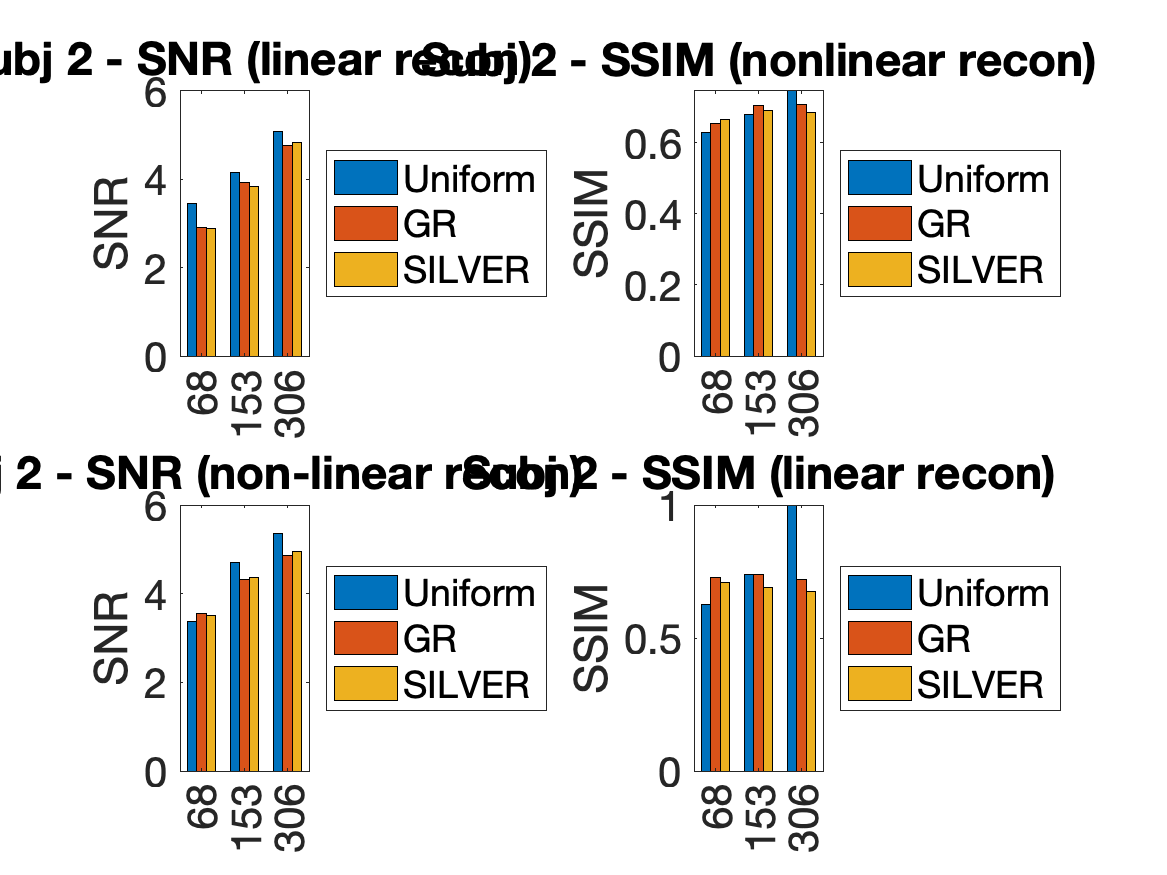 ubj 2 - SNR (linear recon)
Subj 2 - SSIM (nonlinear recon)
6
4
2
0
SNR
68
153
306
Uniform
GR
SILVER
0.6
0.4
0.2
0
SSIM
68
153
306
Uniform
GR
SILVER
j 2 - SNR (non-linear recon)
Subj 2 - SSIM (linear recon)
6
4
2
0
SNR
68
153
306
Uniform
GR
SILVER
1
0.5
0
SSIM
68
153
306
Uniform
GR
SILVER